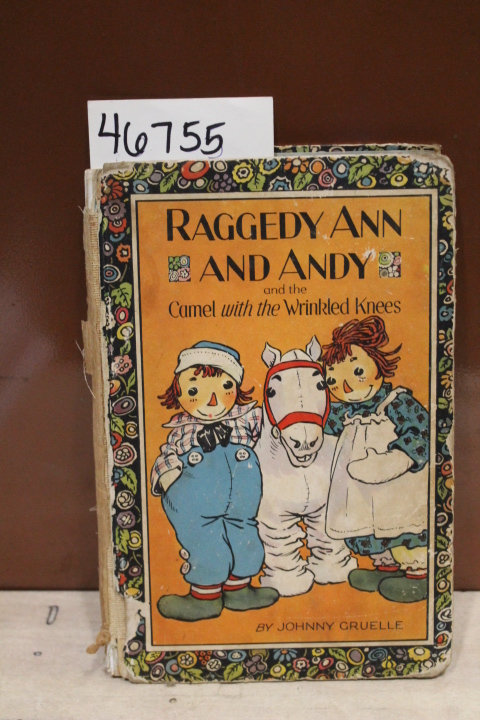 46755
RAGGEDY ANN
AND ANDY
and the
Camel with the Wrinkled Knees
BY JOHNNY GRUELLE